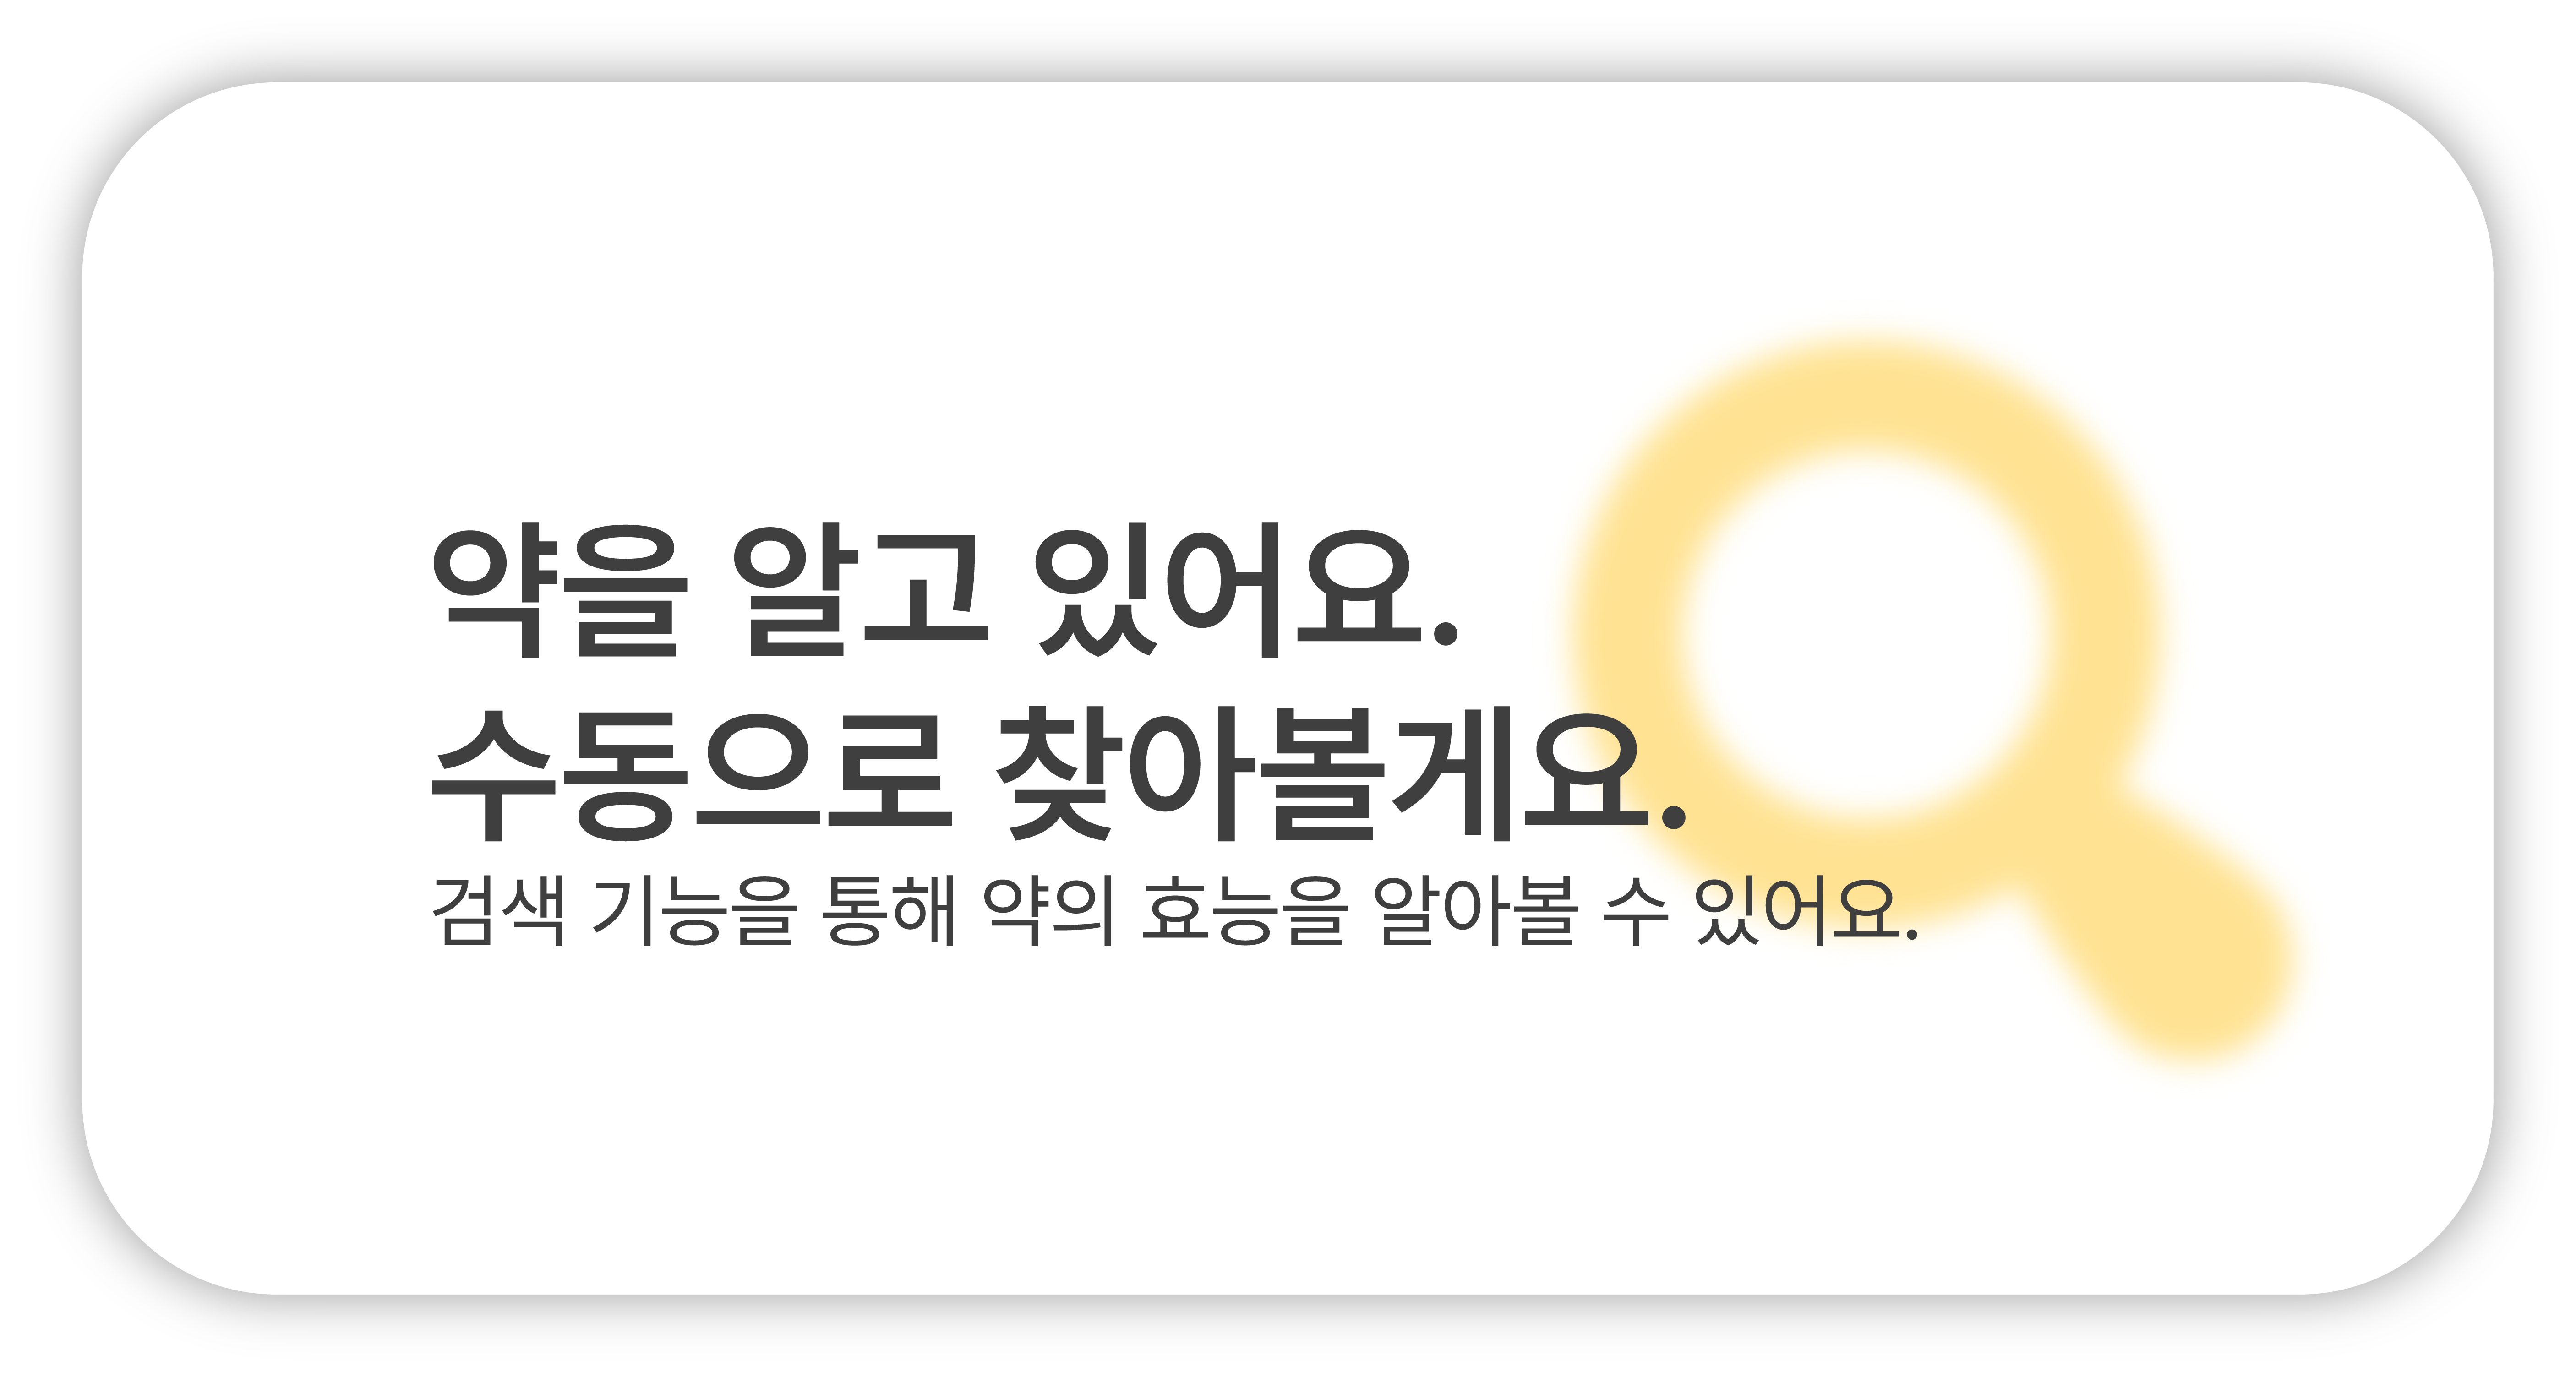 약을 알고 있어요.
수동으로 찾아볼게요.
검색 기능을 통해 약의 효능을 알아볼 수 있어요.